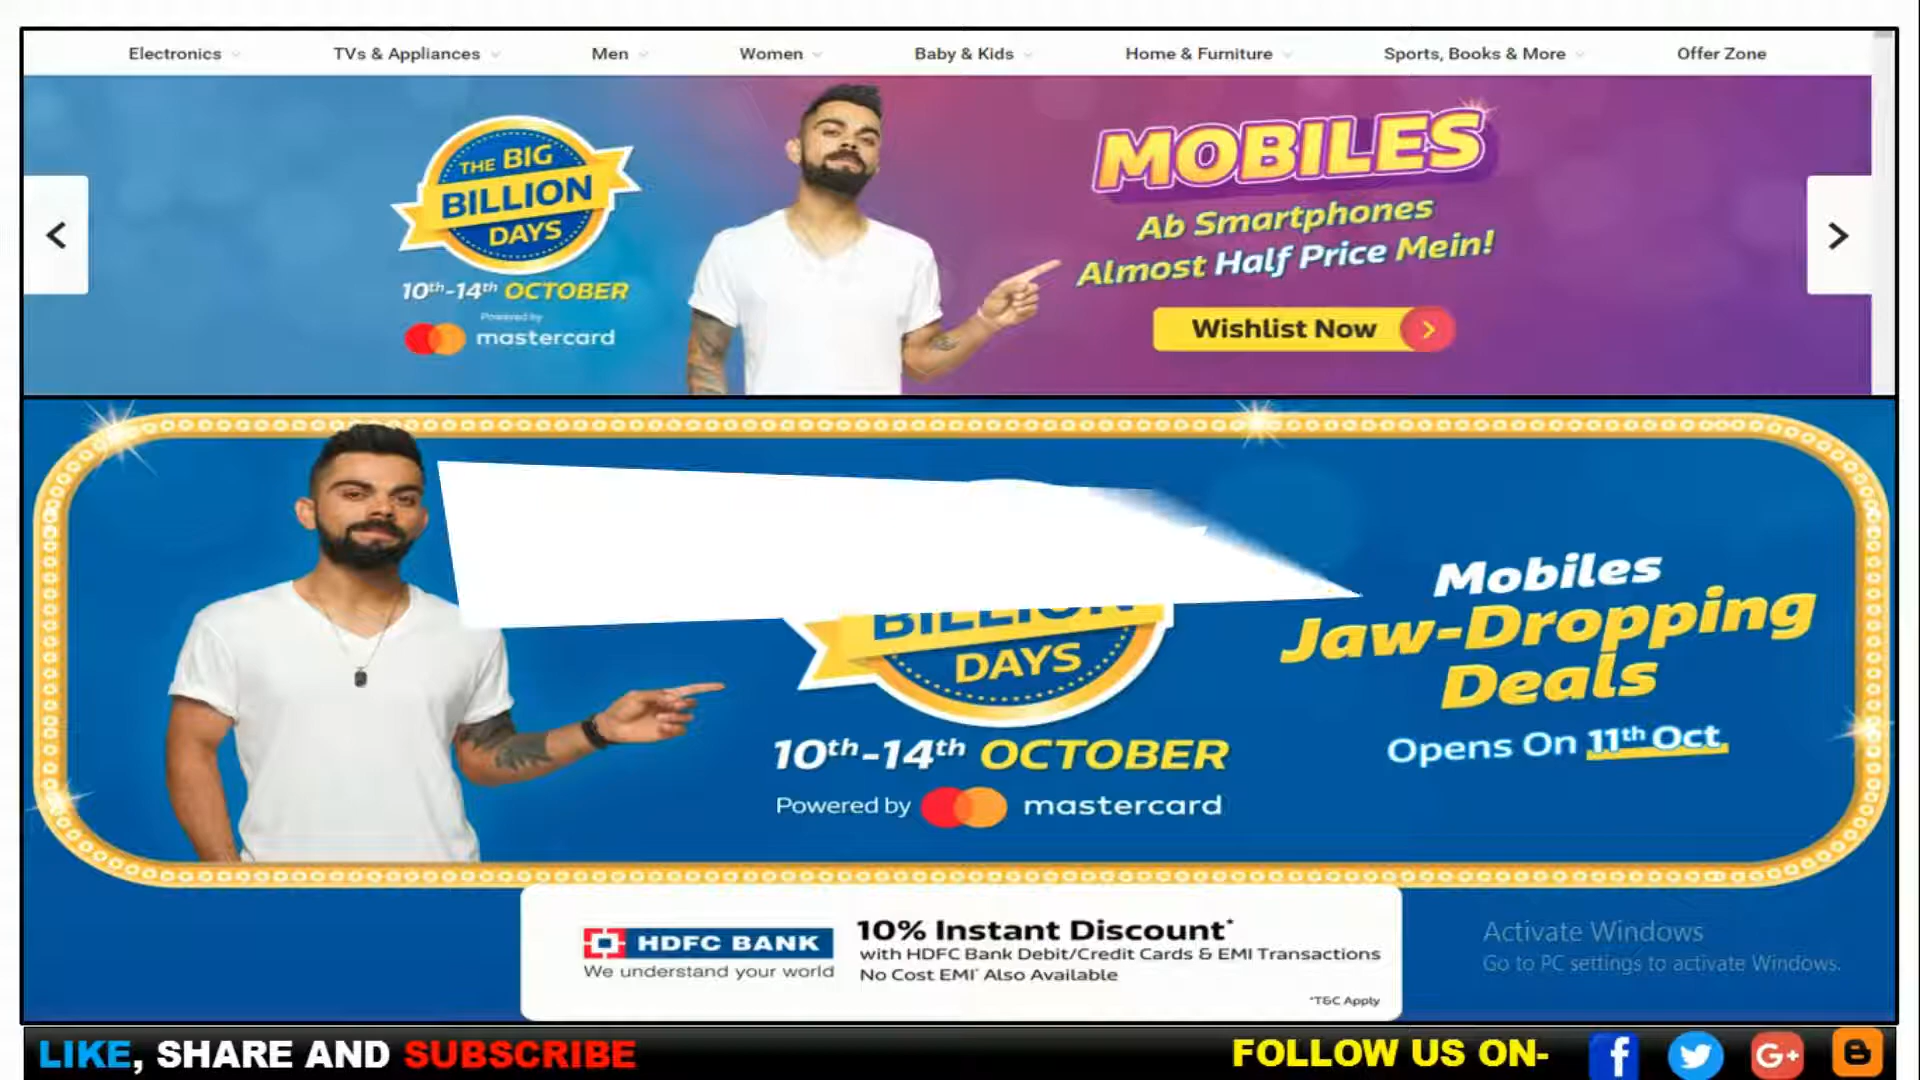 Electronics
TVs & Appliances
Men
Women
Baby & Kids
Home & Furniture
Sports, Books & More
Offer Zone
THE BIG
BILLION
DAYS
10th-14th OCTOBER
Powered by
mastercard
MOBILES
Ab Smartphones
Almost Half Price Mein!
Wishlist Now
BILLION
DAYS
10th-14th OCTOBER
Powered by mastercard
Mobiles
Jaw-Dropping
Deals
Opens On 11th Oct
HDFC BANK
We understand your world
10% Instant Discount*
with HDFC Bank Debit/Credit Cards & EMI Transactions
No Cost EMI* Also Available
*T&C Apply
Activate Windows
Go to PC settings to activate Windows.
LIKE, SHARE AND SUBSCRIBE
FOLLOW US ON-
f
G+
B